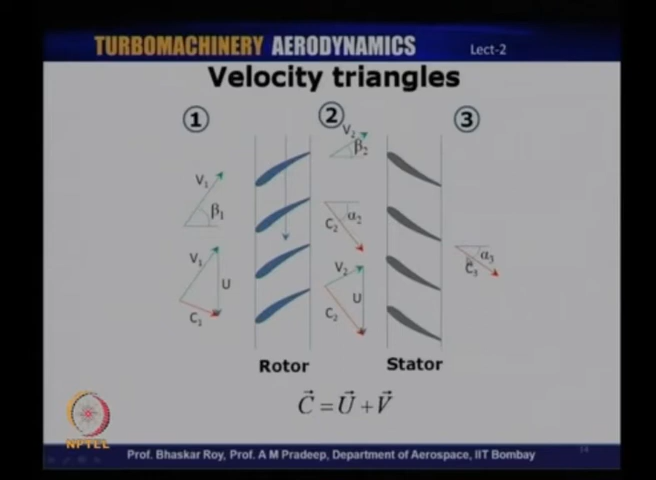 TURBOMACHINERY AERODYNAMICS
Lect-2
Velocity triangles
1
2
3
V₁
β₁
V₁
U
C₁
V₂
β₂
C₂
α₂
V₂
U
C₂
α₃
C₃
Rotor
Stator
C⃗ = U⃗ + V⃗
NPTEL
Prof. Bhaskar Roy, Prof. A M Pradeep, Department of Aerospace, IIT Bombay
14